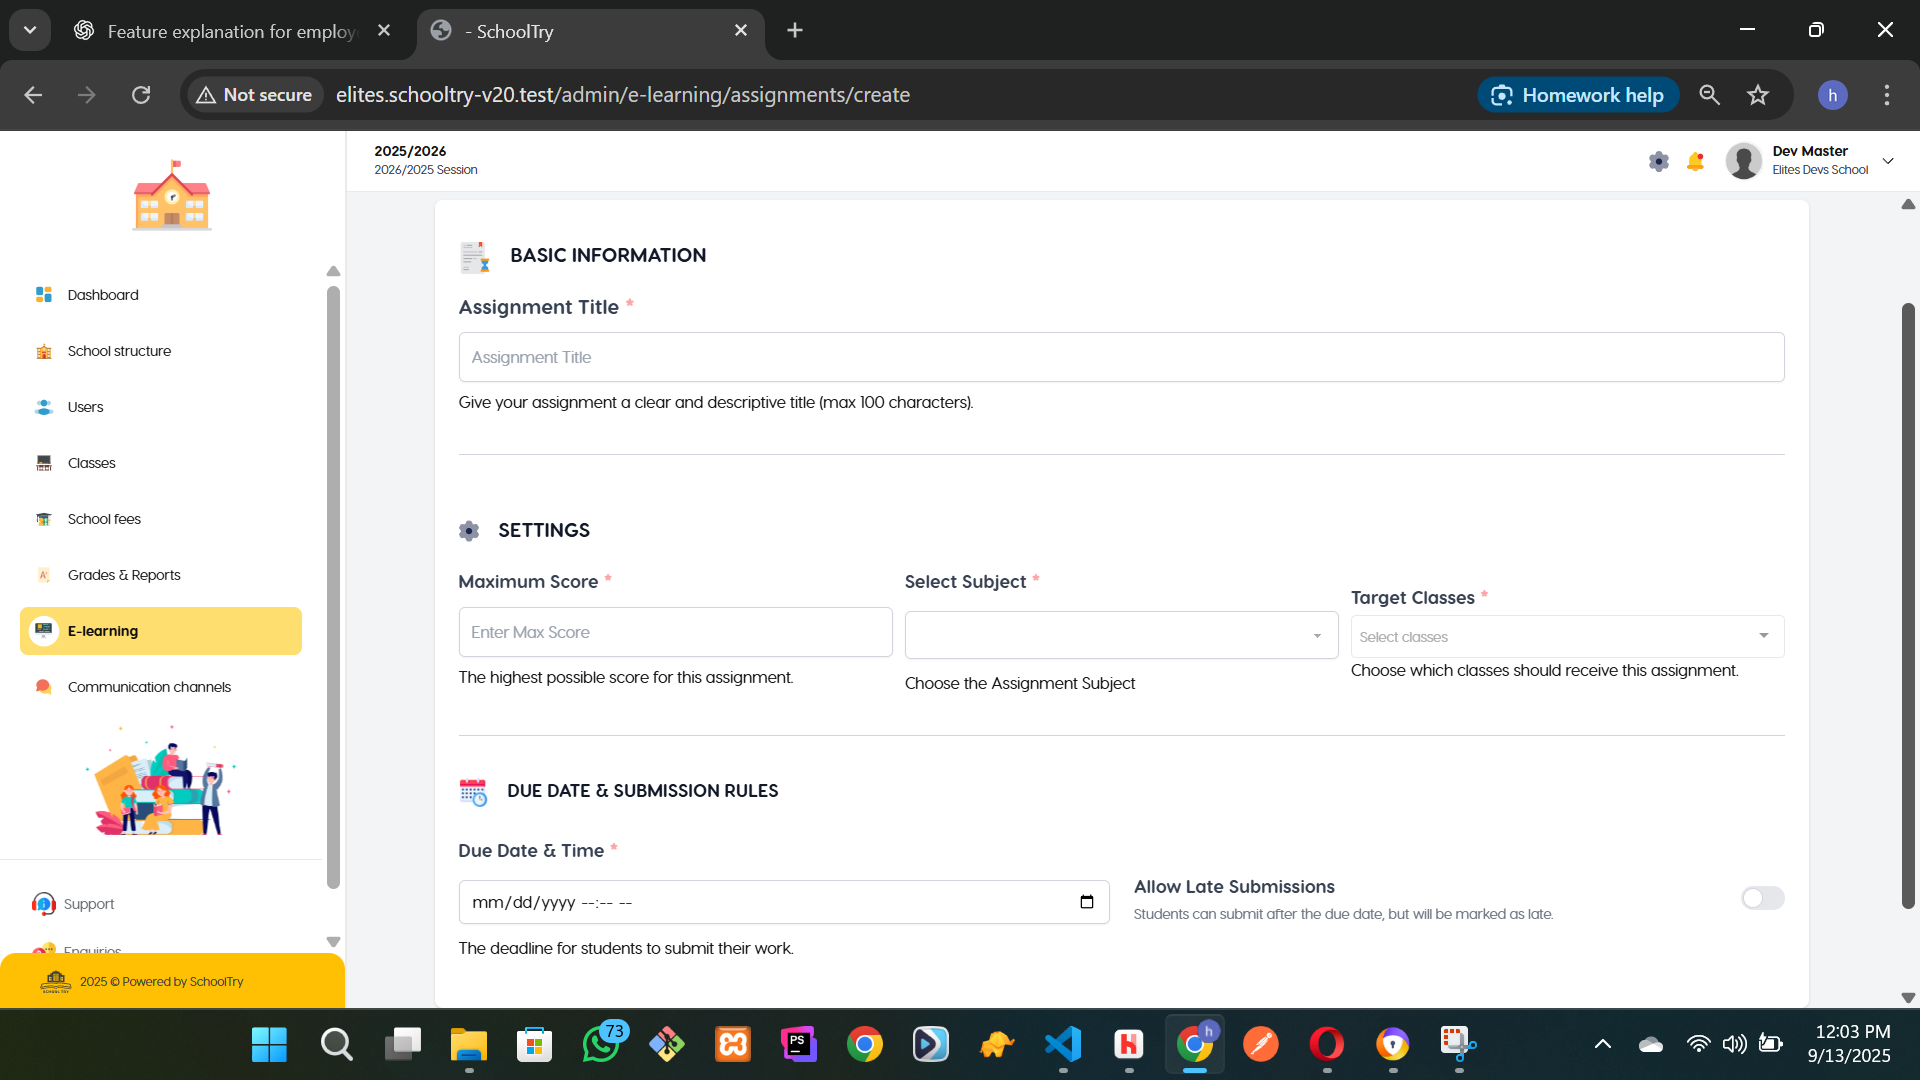 Feature explanation for employ
- SchoolTry
Not secure
elites.schooltry-v20.test/admin/e-learning/assignments/create
Homework help
h
2025/2026
2026/2025 Session
Dev Master
Elites Devs School
Dashboard
School structure
Users
Classes
School fees
Grades & Reports
E-learning
Communication channels
Support
Enquiries
2025 © Powered by SchoolTry
BASIC INFORMATION
Assignment Title *
Assignment Title
Give your assignment a clear and descriptive title (max 100 characters).
SETTINGS
Maximum Score *
Enter Max Score
The highest possible score for this assignment.
Select Subject *
Choose the Assignment Subject
Target Classes *
Select classes
Choose which classes should receive this assignment.
DUE DATE & SUBMISSION RULES
Due Date & Time *
mm/dd/yyyy --:-- --
The deadline for students to submit their work.
Allow Late Submissions
Students can submit after the due date, but will be marked as late.
73
PS
h
12:03 PM
9/13/2025